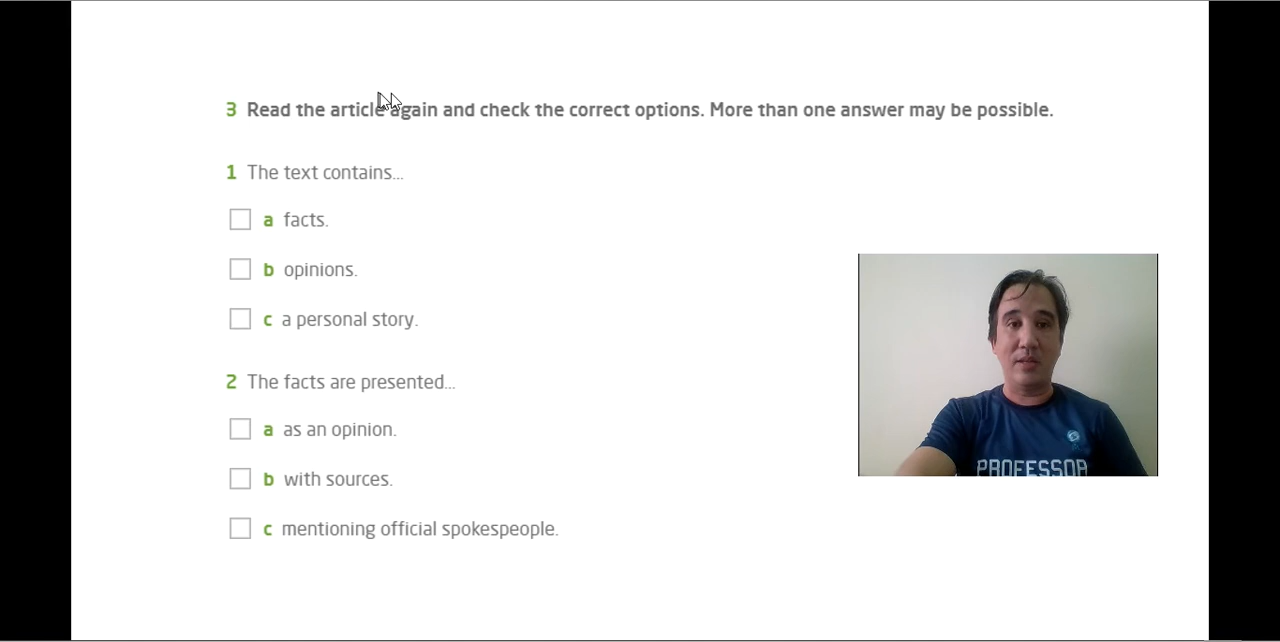 3 Read the article again and check the correct options. More than one answer may be possible.
1 The text contains...
a facts.
b opinions.
c a personal story.
2 The facts are presented...
a as an opinion.
b with sources.
c mentioning official spokespeople.
PROFESSOR